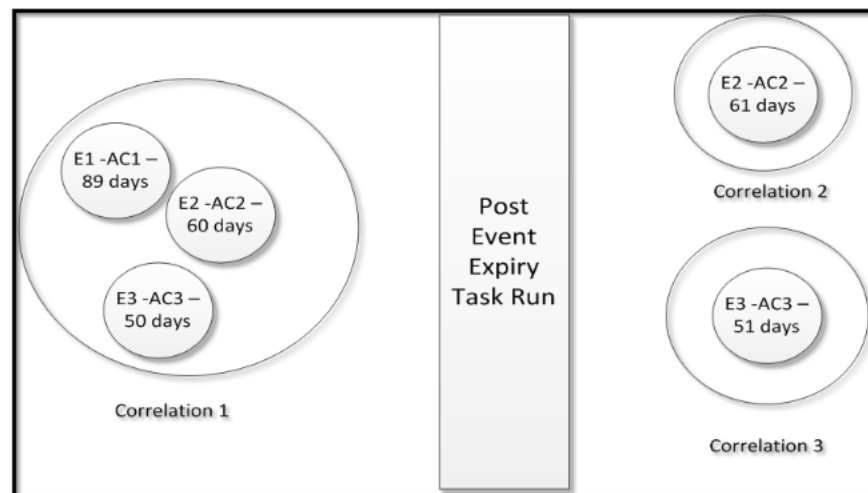 E1 -AC1 –
89 days
E2 -AC2 –
60 days
E3 -AC3 –
50 days
Correlation 1
Post
Event
Expiry
Task Run
E2 -AC2 –
61 days
Correlation 2
E3 -AC3 –
51 days
Correlation 3